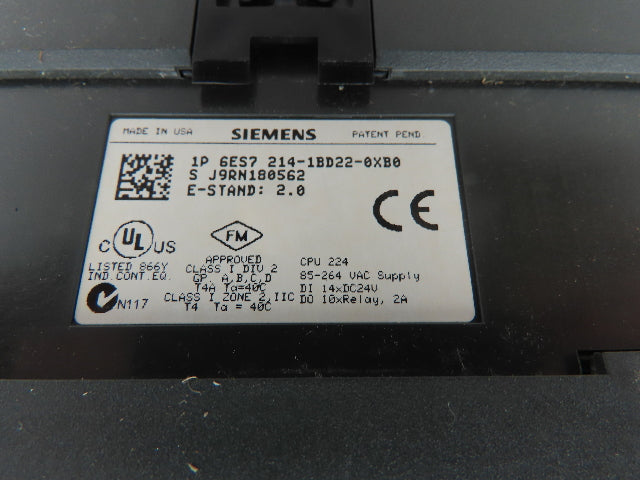 MADE IN USA SIEMENS PATENT PEND.
1P 6ES7 214-1BD22-0XB0
S J9RN180562
E-STAND: 2.0
CE
C UL US
FM
LISTED 866Y
IND.CONT.EQ.
N117
APPROVED
CLASS I DIV 2
GP. A,B,C,D
T4A Ta=40C
CLASS I ZONE 2,IIC
T4 Ta = 40C
CPU 224
85-264 VAC Supply
DI 14xDC24V
DO 10xRelay, 2A